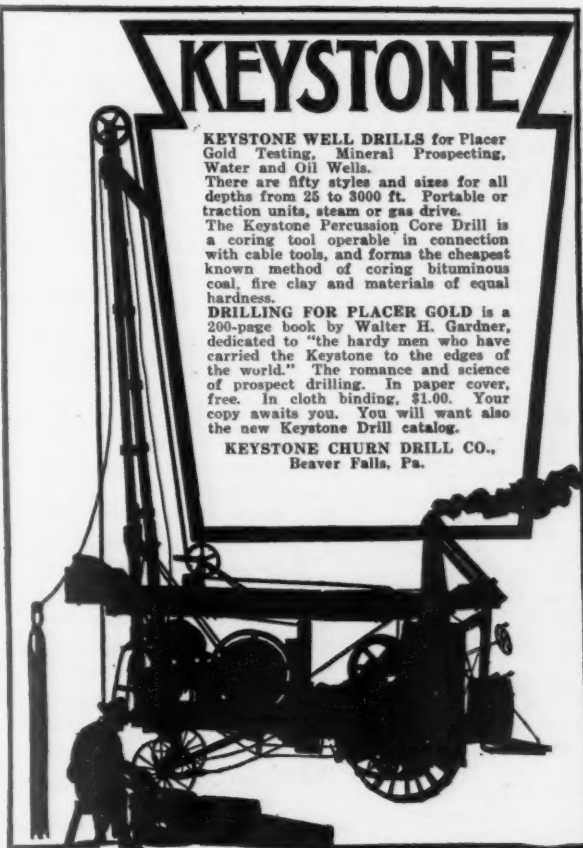 KEYSTONE
KEYSTONE WELL DRILLS for Placer
Gold Testing, Mineral Prospecting,
Water and Oil Wells.
There are fifty styles and sizes for all
depths from 25 to 3000 ft. Portable or
traction units, steam or gas drive.
The Keystone Percussion Core Drill is
a coring tool operable in connection
with cable tools, and forms the cheapest
known method of coring bituminous
coal, fire clay and materials of equal
hardness.
DRILLING FOR PLACER GOLD is a
200-page book by Walter H. Gardner,
dedicated to "the hardy men who have
carried the Keystone to the edges of
the world." The romance and science
of prospect drilling. In paper cover,
free. In cloth binding, $1.00. Your
copy awaits you. You will want also
the new Keystone Drill catalog.
KEYSTONE CHURN DRILL CO.,
Beaver Falls, Pa.